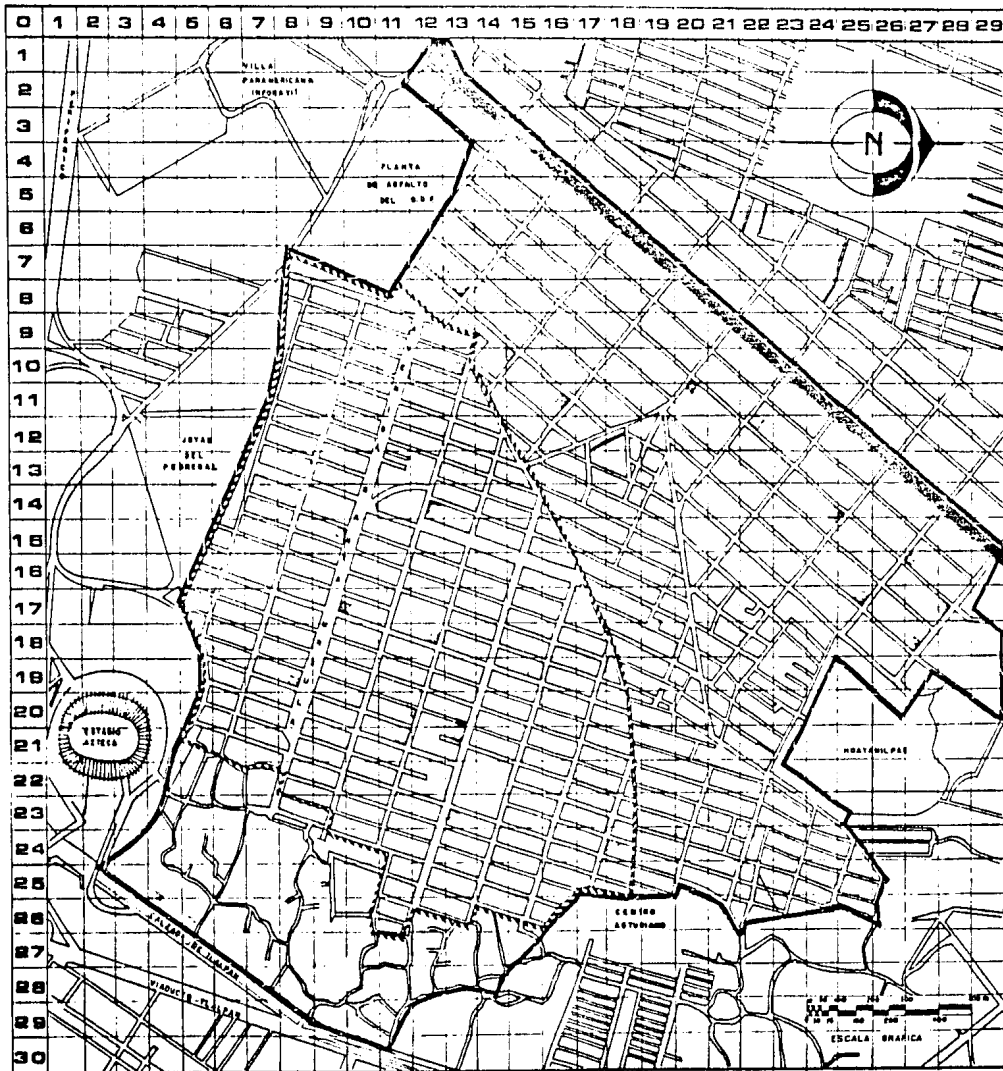 0 1 2 3 4 5 6 7 8 9 10 11 12 13 14 15 16 17 18 19 20 21 22 23 24 25 26 27 28 29
0
1
2
3
4
5
6
7
8
9
10
11
12
13
14
15
16
17
18
19
20
21
22
23
24
25
26
27
28
29
30
VILLA
PANAMERICANA
PERIFERICO
N
PLANTA
DE ASFALTO
DEL D.D.F
JOYAS
DEL
PEDREGAL
ESTADIO
AZTECA
HUAYAMILPAS
CENTRO
ASTURIANO
CALZADA DE TLALPAN
VIADUCTO TLALPAN
ESCALA GRAFICA